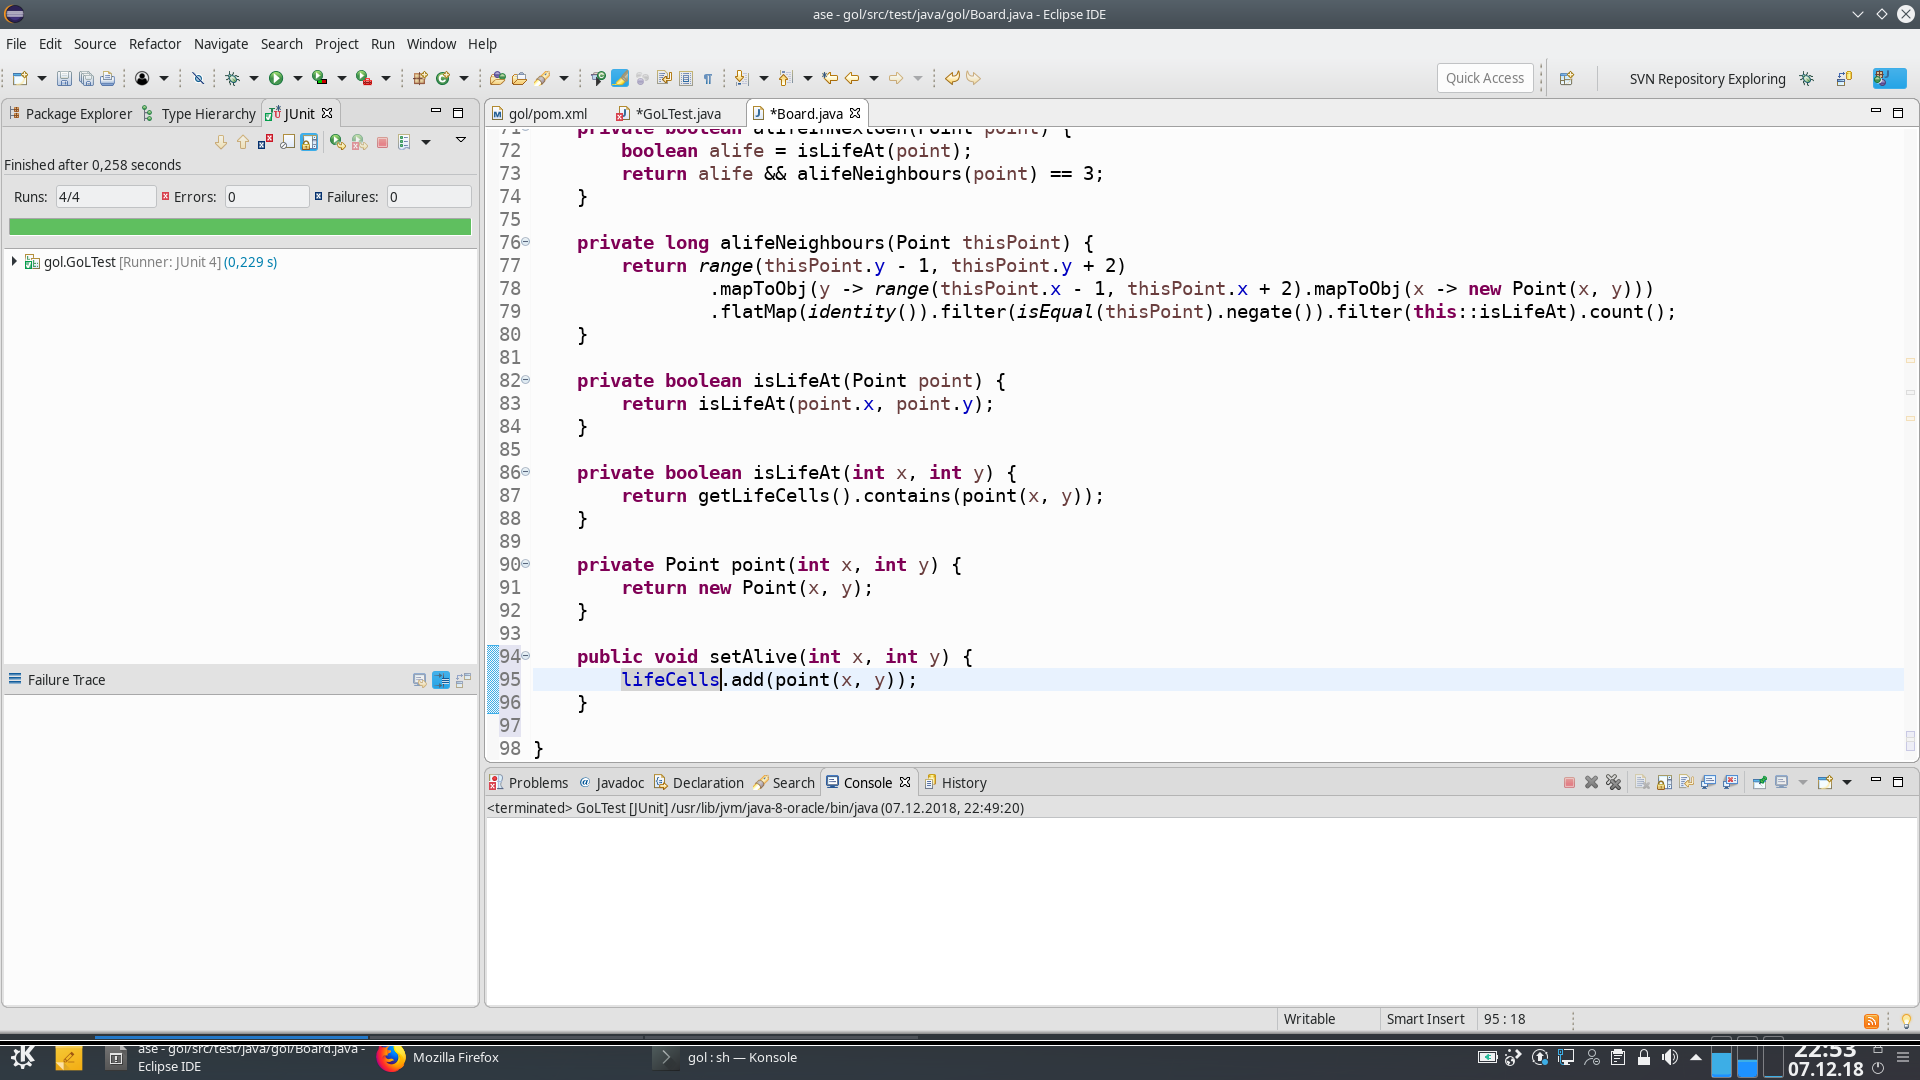 ase - gol/src/test/java/gol/Board.java - Eclipse IDE
File Edit Source Refactor Navigate Search Project Run Window Help
Quick Access
SVN Repository Exploring
Package Explorer Type Hierarchy JUnit
Finished after 0,258 seconds
Runs: 4/4 Errors: 0 Failures: 0
gol.GoLTest [Runner: JUnit 4] (0,229 s)
Failure Trace
gol/pom.xml *GoLTest.java *Board.java
71 private boolean alifeInNextGen(Point point) {
72 boolean alife = isLifeAt(point);
73 return alife && alifeNeighbours(point) == 3;
74 }
75
76 private long alifeNeighbours(Point thisPoint) {
77 return range(thisPoint.y - 1, thisPoint.y + 2)
78 .mapToObj(y -> range(thisPoint.x - 1, thisPoint.x + 2).mapToObj(x -> new Point(x, y)))
79 .flatMap(identity()).filter(isEqual(thisPoint).negate()).filter(this::isLifeAt).count();
80 }
81
82 private boolean isLifeAt(Point point) {
83 return isLifeAt(point.x, point.y);
84 }
85
86 private boolean isLifeAt(int x, int y) {
87 return getLifeCells().contains(point(x, y));
88 }
89
90 private Point point(int x, int y) {
91 return new Point(x, y);
92 }
93
94 public void setAlive(int x, int y) {
95 lifeCells.add(point(x, y));
96 }
97
98 }
Problems Javadoc Declaration Search Console History
<terminated> GoLTest [JUnit] /usr/lib/jvm/java-8-oracle/bin/java (07.12.2018, 22:49:20)
Writable Smart Insert 95 : 18
ase - gol/src/test/java/gol/Board.java -
Eclipse IDE
Mozilla Firefox
gol : sh — Konsole
22:53
07.12.18